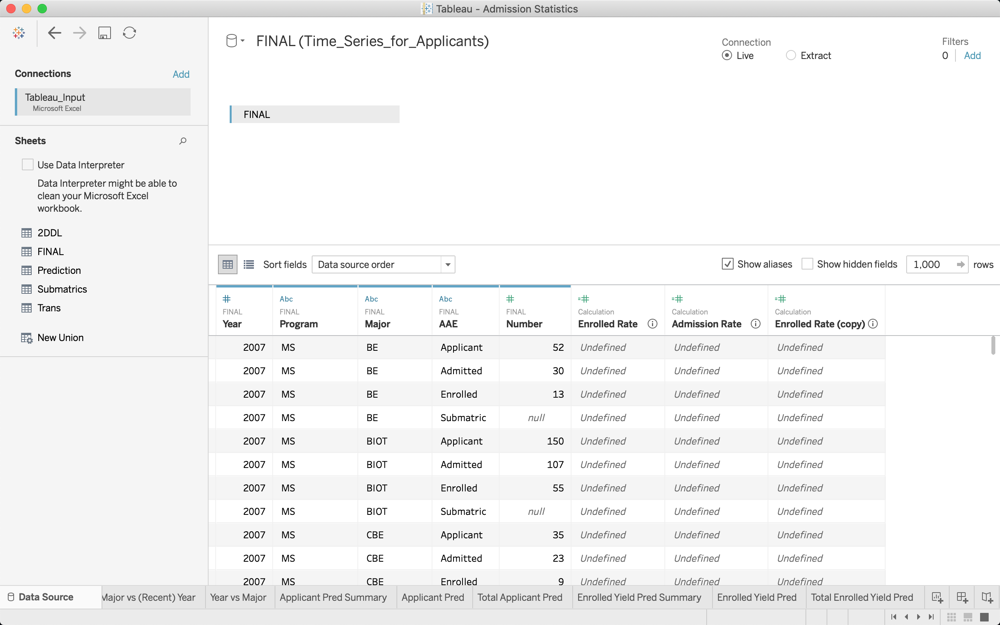 Tableau - Admission Statistics
Connections Add
Tableau_Input
Microsoft Excel
Sheets
Use Data Interpreter
Data Interpreter might be able to
clean your Microsoft Excel
workbook.
2DDL
FINAL
Prediction
Submatrics
Trans
New Union
FINAL (Time_Series_for_Applicants)
Connection
Live Extract
Filters
0 Add
FINAL
Sort fields Data source order Show aliases Show hidden fields 1,000 rows
# Abc Abc Abc # =# =# =#
FINAL FINAL FINAL FINAL FINAL Calculation Calculation Calculation
Year Program Major AAE Number Enrolled Rate Admission Rate Enrolled Rate (copy)
2007 MS BE Applicant 52 Undefined Undefined Undefined
2007 MS BE Admitted 30 Undefined Undefined Undefined
2007 MS BE Enrolled 13 Undefined Undefined Undefined
2007 MS BE Submatric null Undefined Undefined Undefined
2007 MS BIOT Applicant 150 Undefined Undefined Undefined
2007 MS BIOT Admitted 107 Undefined Undefined Undefined
2007 MS BIOT Enrolled 55 Undefined Undefined Undefined
2007 MS BIOT Submatric null Undefined Undefined Undefined
2007 MS CBE Applicant 35 Undefined Undefined Undefined
2007 MS CBE Admitted 23 Undefined Undefined Undefined
2007 MS CBE Enrolled 9 Undefined Undefined Undefined
Data Source Major vs (Recent) Year Year vs Major Applicant Pred Summary Applicant Pred Total Applicant Pred Enrolled Yield Pred Summary Enrolled Yield Pred Total Enrolled Yield Pred